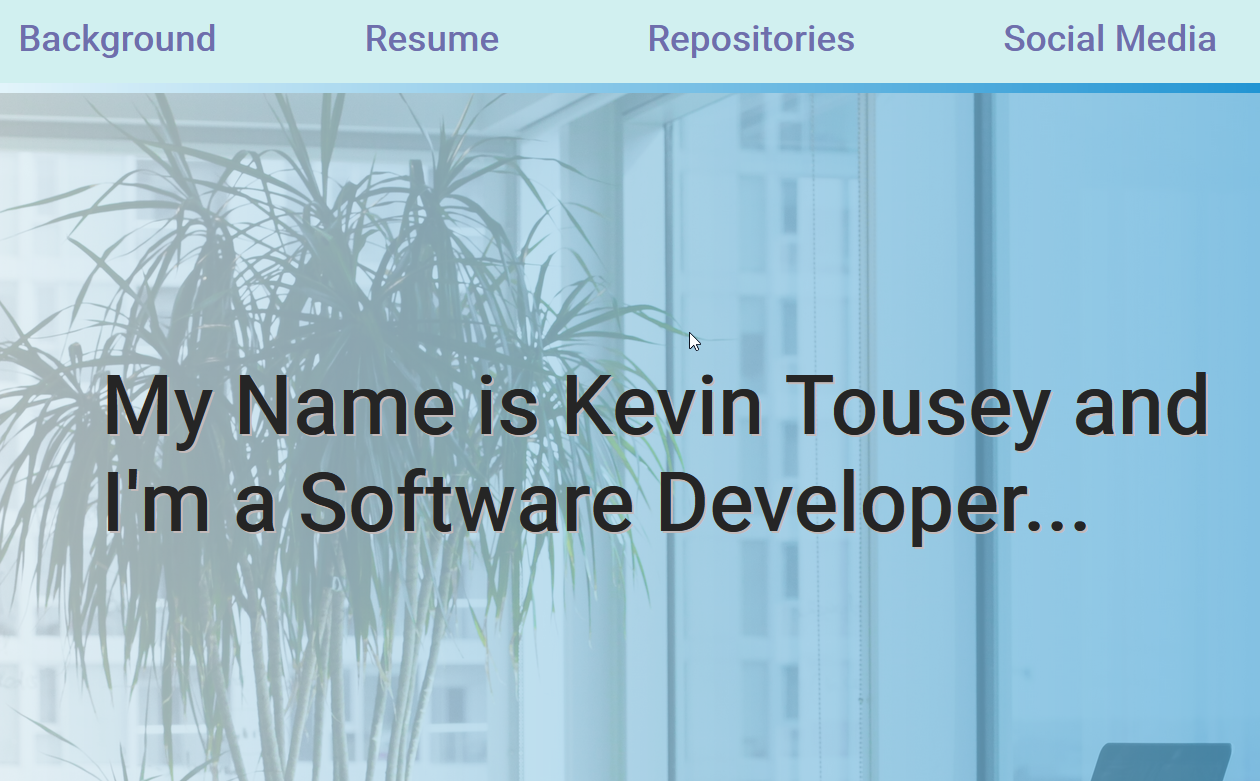 Background Resume Repositories Social Media
My Name is Kevin Tousey and
I'm a Software Developer...